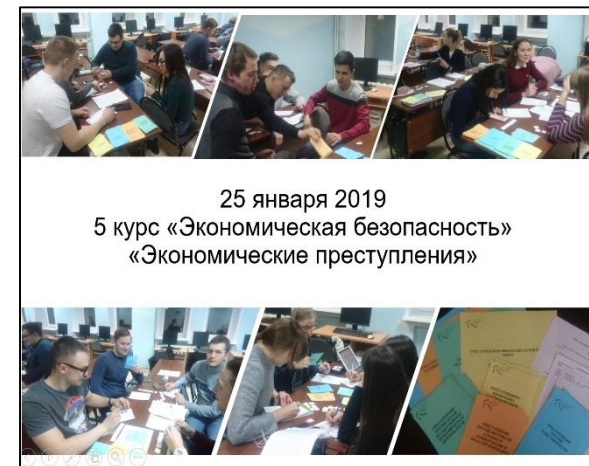 25 января 2019
5 курс «Экономическая безопасность»
«Экономические преступления»